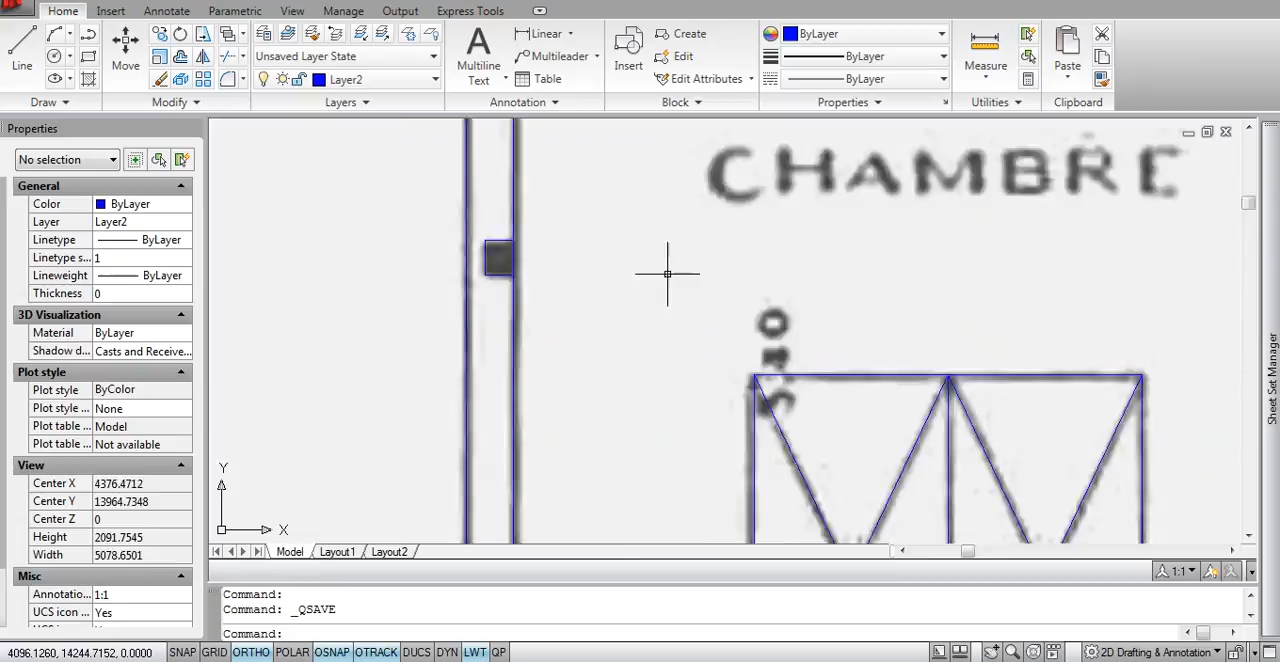 Home Insert Annotate Parametric View Manage Output Express Tools
Line
Move
Unsaved Layer State
Layer2
Multiline
Text
Linear
Multileader
Table
Insert
Create
Edit
Edit Attributes
ByLayer
ByLayer
ByLayer
Measure
Paste
Draw
Modify
Layers
Annotation
Block
Properties
Utilities
Clipboard
Properties
No selection
General
Color ByLayer
Layer Layer2
Linetype ByLayer
Linetype s... 1
Lineweight ByLayer
Thickness 0
3D Visualization
Material ByLayer
Shadow d... Casts and Receive...
Plot style
Plot style ByColor
Plot style ... None
Plot table ... Model
Plot table ... Not available
View
Center X 4376.4712
Center Y 13964.7348
Center Z 0
Height 2091.7545
Width 5078.6501
Misc
Annotatio... 1:1
UCS icon ... Yes
CHAMBRE
Y
X
Model Layout1 Layout2
1:1
Command:
Command: _QSAVE
Command:
Sheet Set Manager
4096.1260, 14244.7152, 0.0000 SNAP GRID ORTHO POLAR OSNAP OTRACK DUCS DYN LWT QP
2D Drafting & Annotation